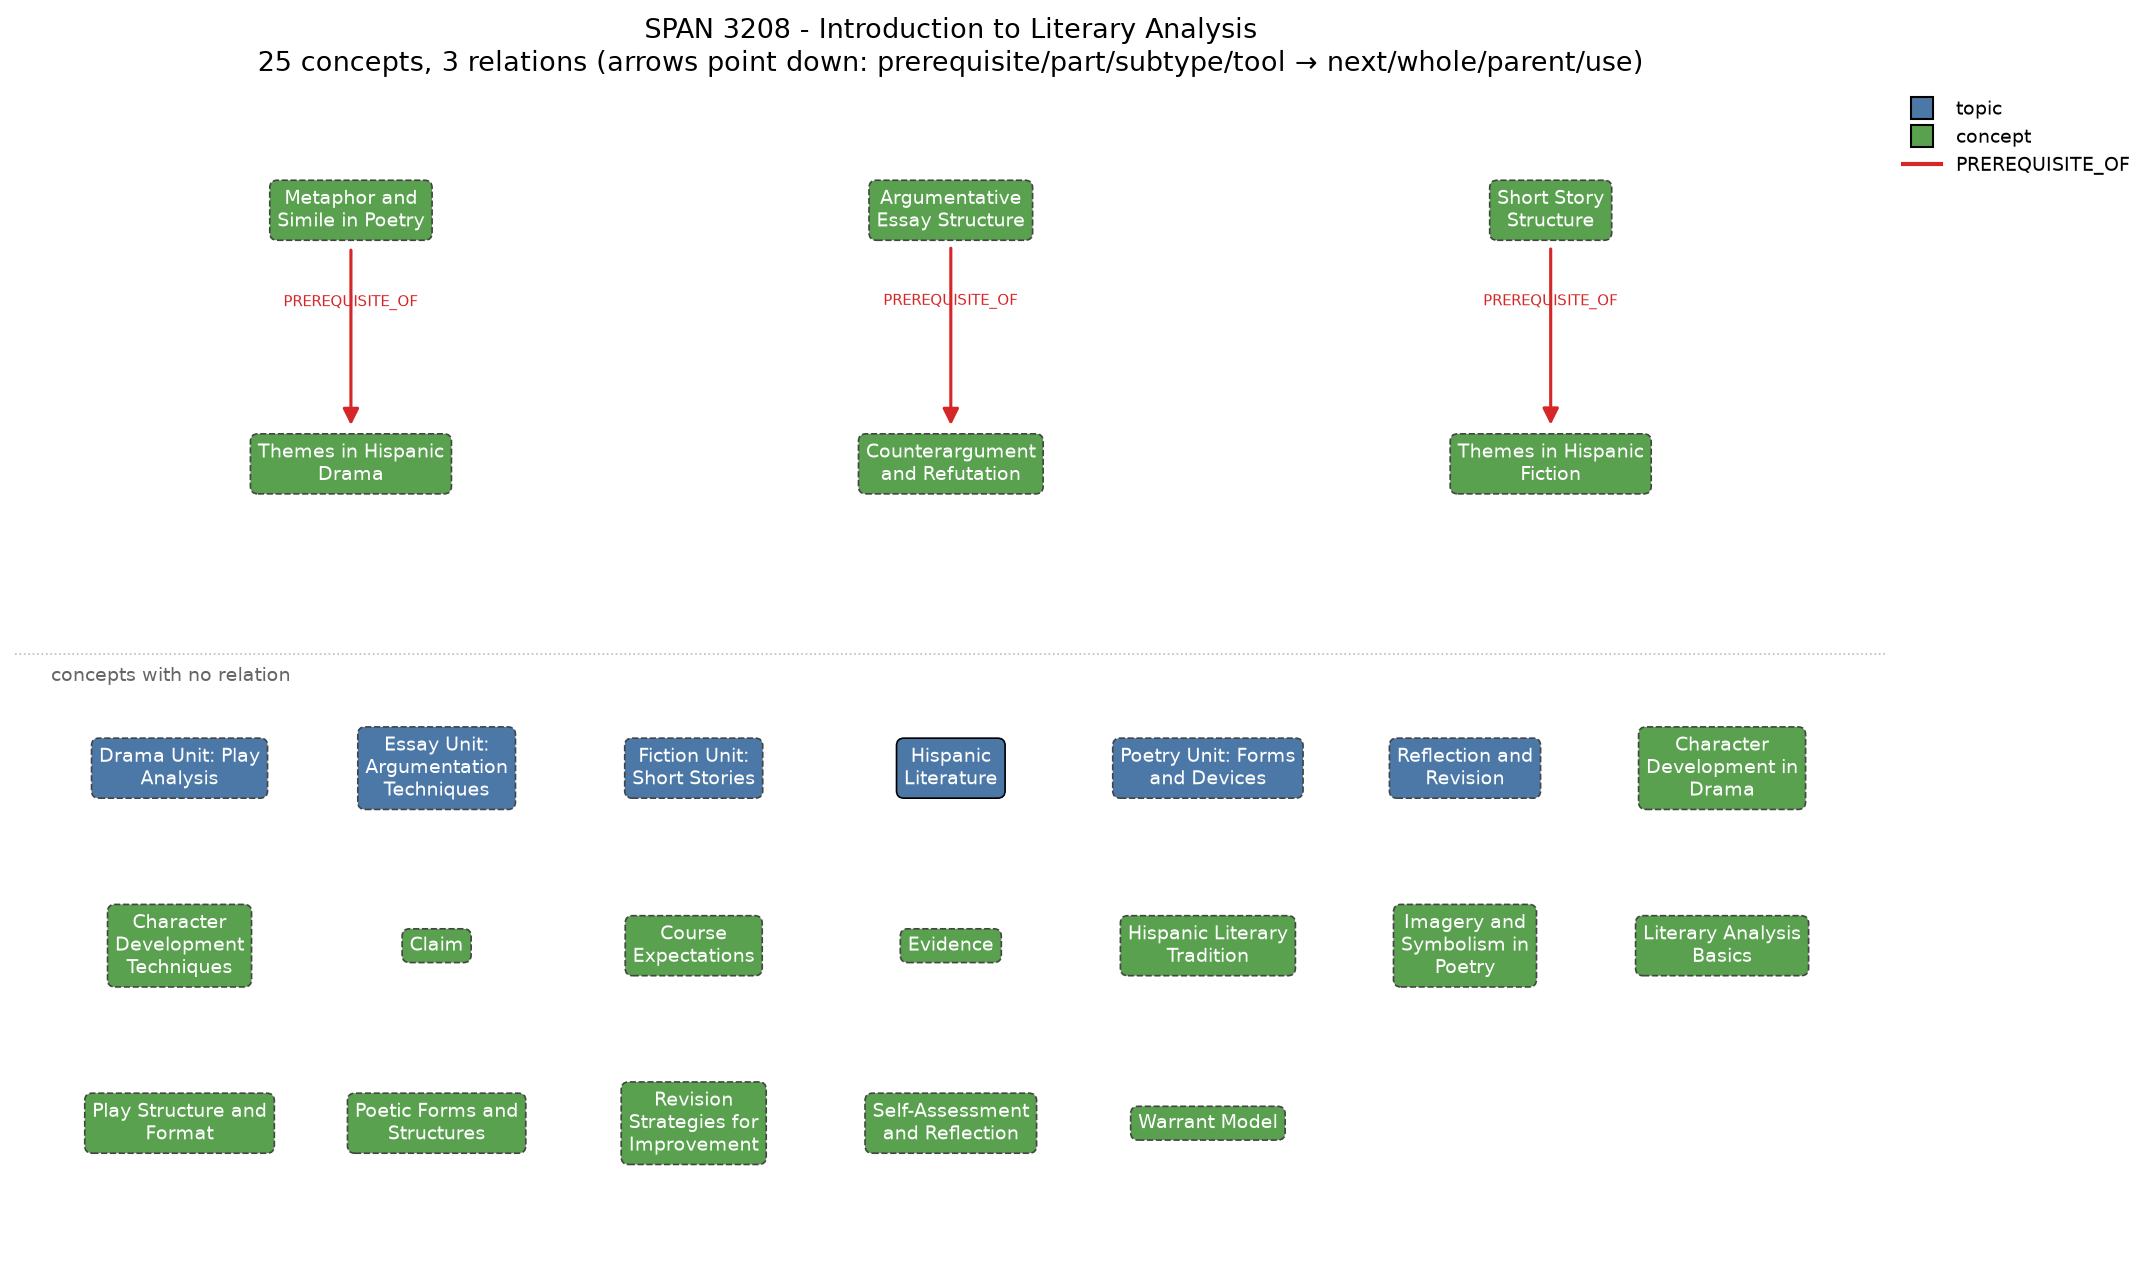 SPAN 3208 - Introduction to Literary Analysis
25 concepts, 3 relations (arrows point down: prerequisite/part/subtype/tool → next/whole/parent/use)
topic
concept
PREREQUISITE_OF
Metaphor and
Simile in Poetry
Argumentative
Essay Structure
Short Story
Structure
PREREQUISITE_OF
PREREQUISITE_OF
PREREQUISITE_OF
Themes in Hispanic
Drama
Counterargument
and Refutation
Themes in Hispanic
Fiction
concepts with no relation
Drama Unit: Play
Analysis
Essay Unit:
Argumentation
Techniques
Fiction Unit:
Short Stories
Hispanic
Literature
Poetry Unit: Forms
and Devices
Reflection and
Revision
Character
Development in
Drama
Character
Development
Techniques
Claim
Course
Expectations
Evidence
Hispanic Literary
Tradition
Imagery and
Symbolism in
Poetry
Literary Analysis
Basics
Play Structure and
Format
Poetic Forms and
Structures
Revision
Strategies for
Improvement
Self-Assessment
and Reflection
Warrant Model